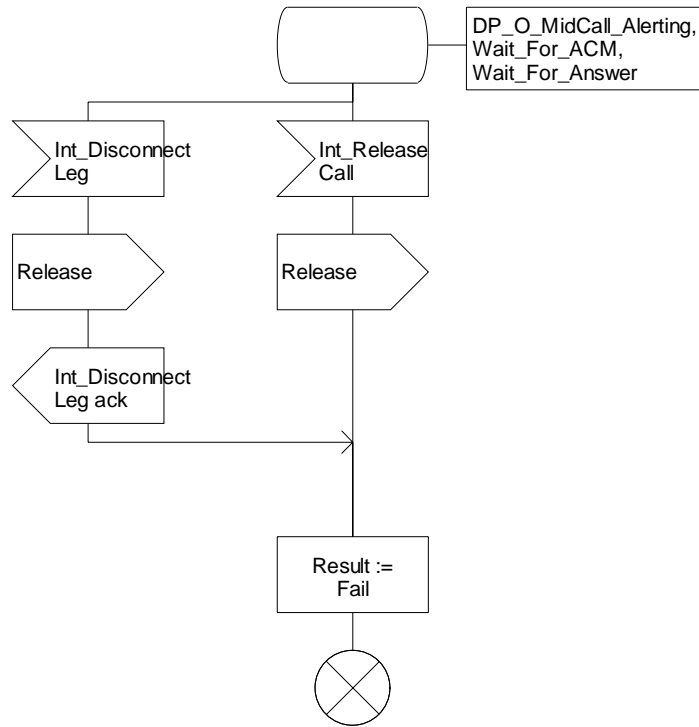 DP_O_MidCall_Alerting,
Wait_For_ACM,
Wait_For_Answer
Int_Disconnect
Leg
Int_Release
Call
Release
Release
Int_Disconnect
Leg ack
Result :=
Fail